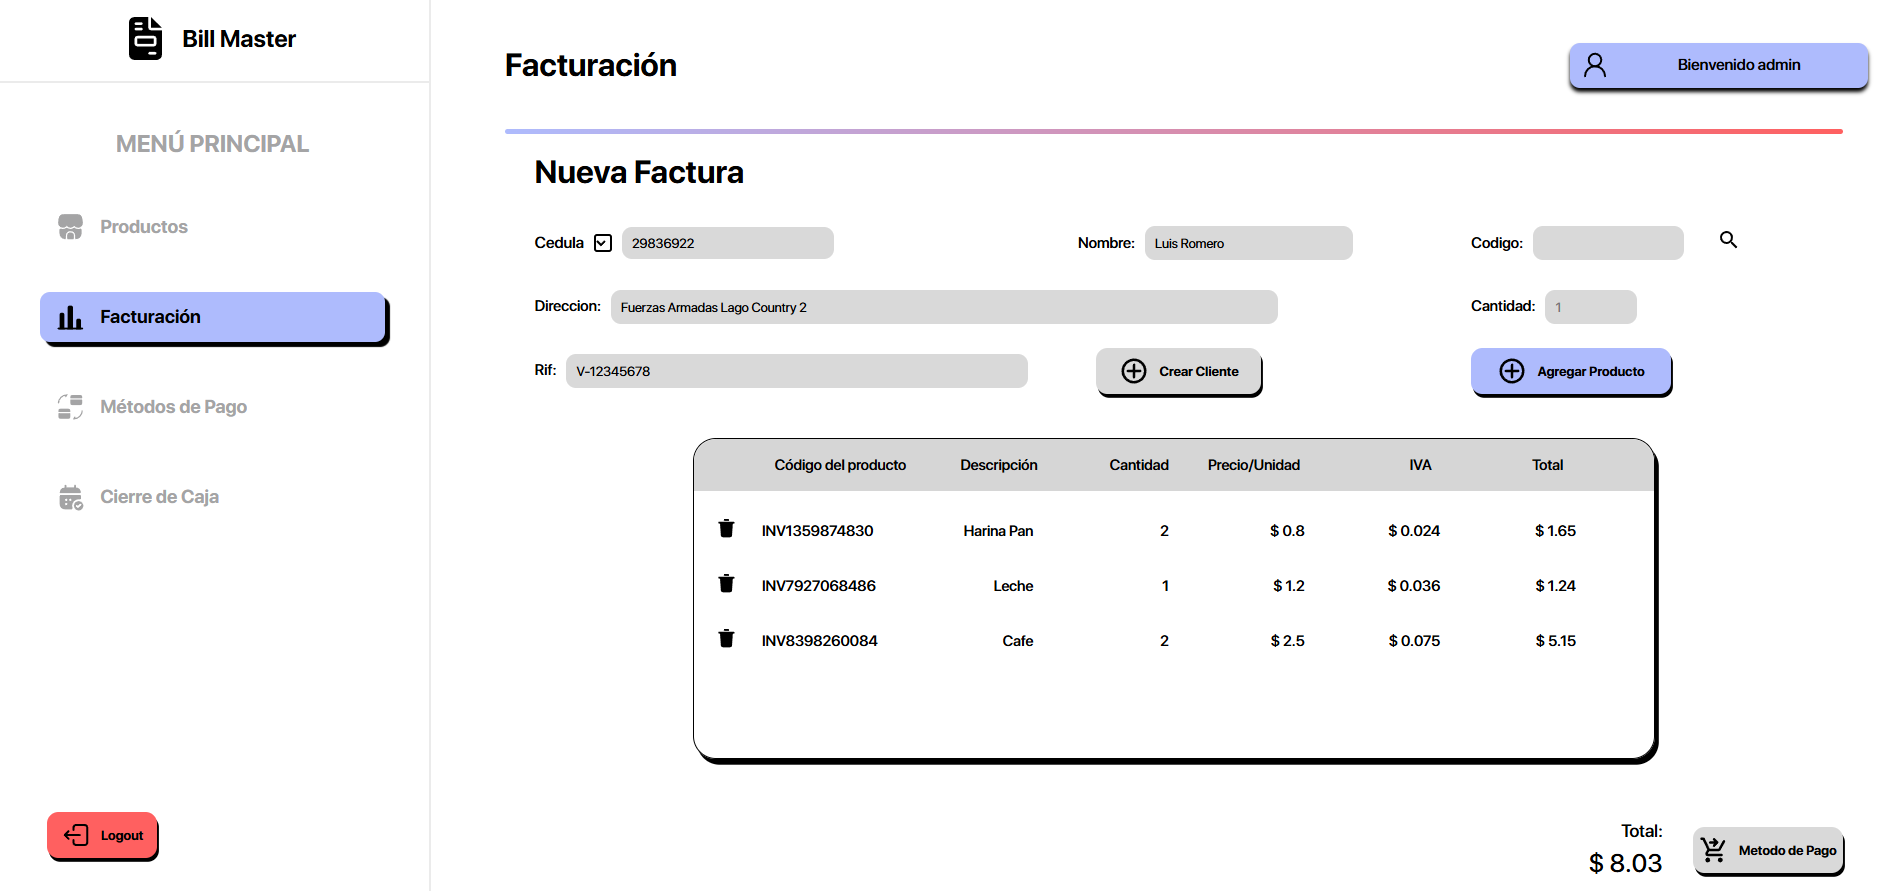 Bill Master
MENÚ PRINCIPAL
Productos
Facturación
Métodos de Pago
Cierre de Caja
Logout
Facturación
Bienvenido admin
Nueva Factura
Cedula 29836922 Nombre: Luis Romero Codigo:
Direccion: Fuerzas Armadas Lago Country 2 Cantidad: 1
Rif: V-12345678 Crear Cliente Agregar Producto
Código del producto Descripción Cantidad Precio/Unidad IVA Total
INV1359874830 Harina Pan 2 $ 0.8 $ 0.024 $ 1.65
INV7927068486 Leche 1 $ 1.2 $ 0.036 $ 1.24
INV8398260084 Cafe 2 $ 2.5 $ 0.075 $ 5.15
Total:
$ 8.03
Metodo de Pago